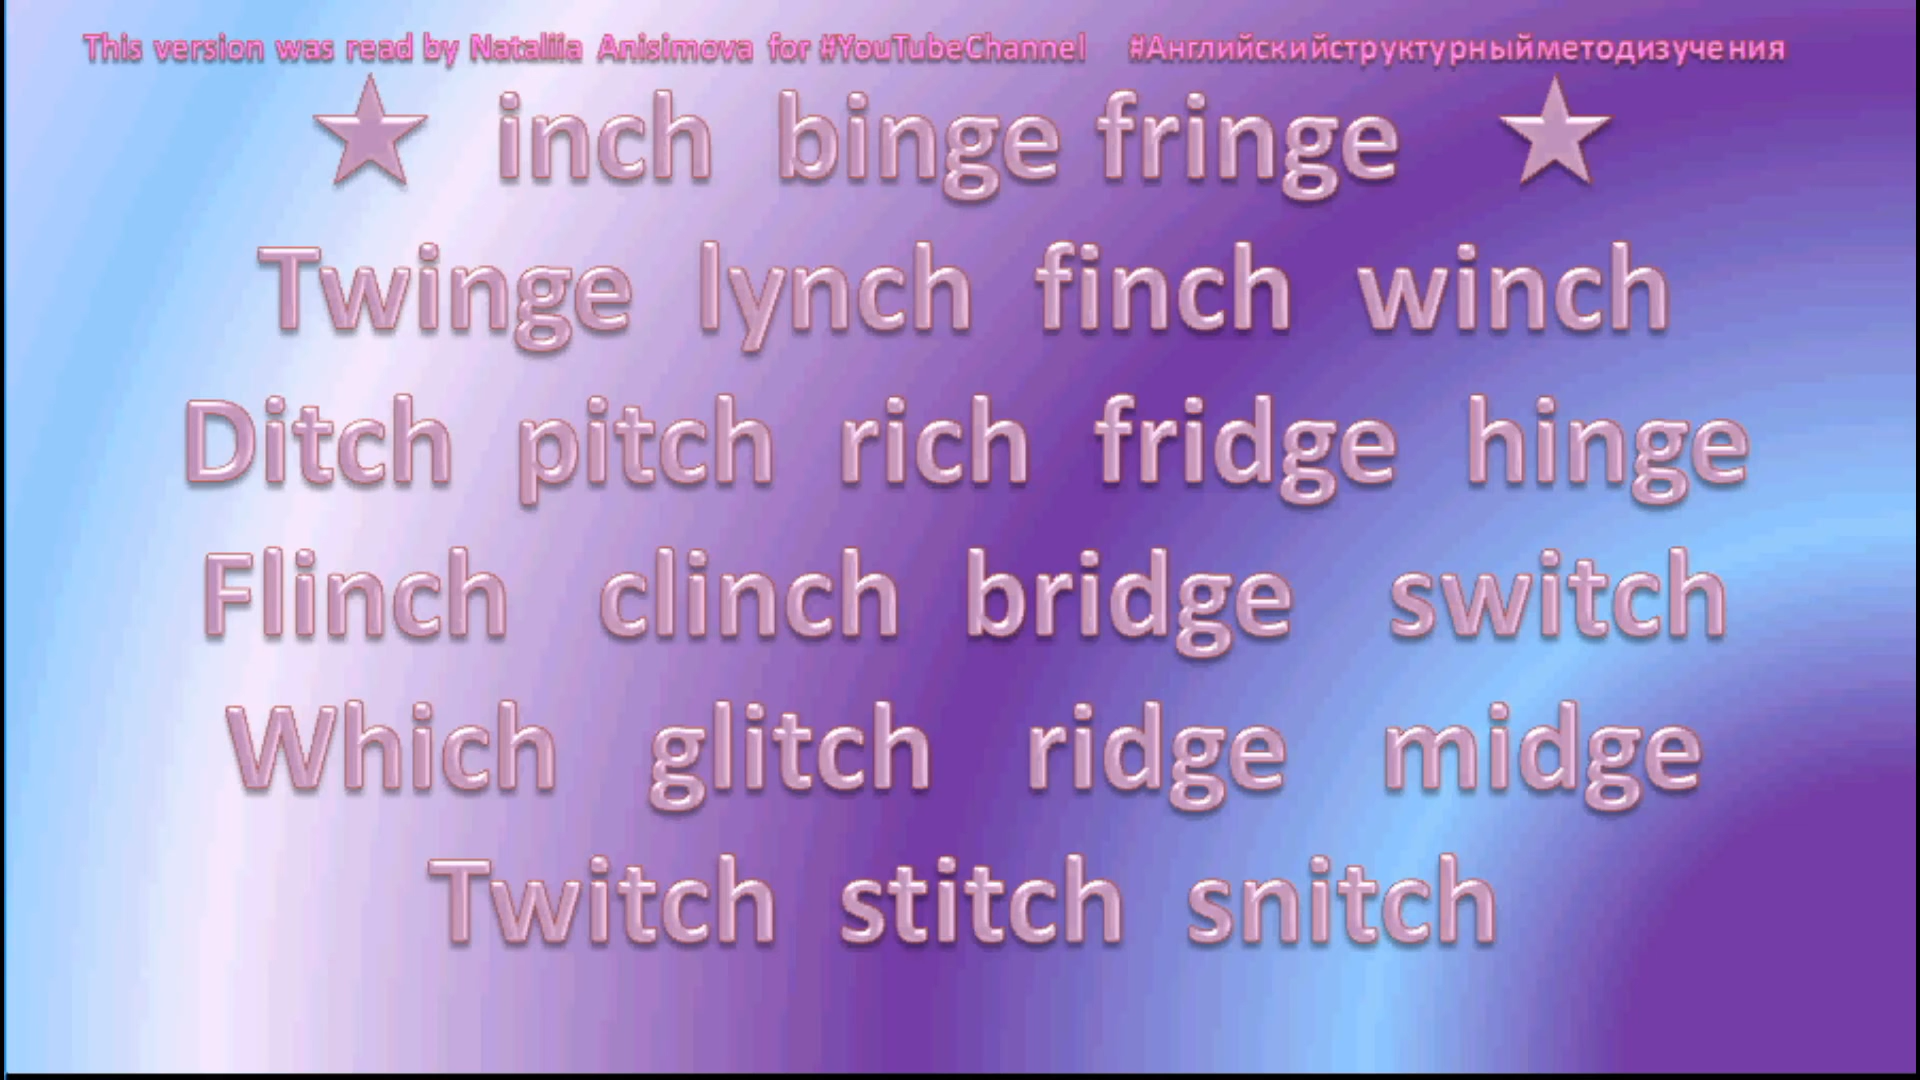 This version was read by Nataliia Anisimova for #YouTubeChannel #Английскийструктурныйметодизучения
inch binge fringe
Twinge lynch finch winch
Ditch pitch rich fridge hinge
Flinch clinch bridge switch
Which glitch ridge midge
Twitch stitch snitch